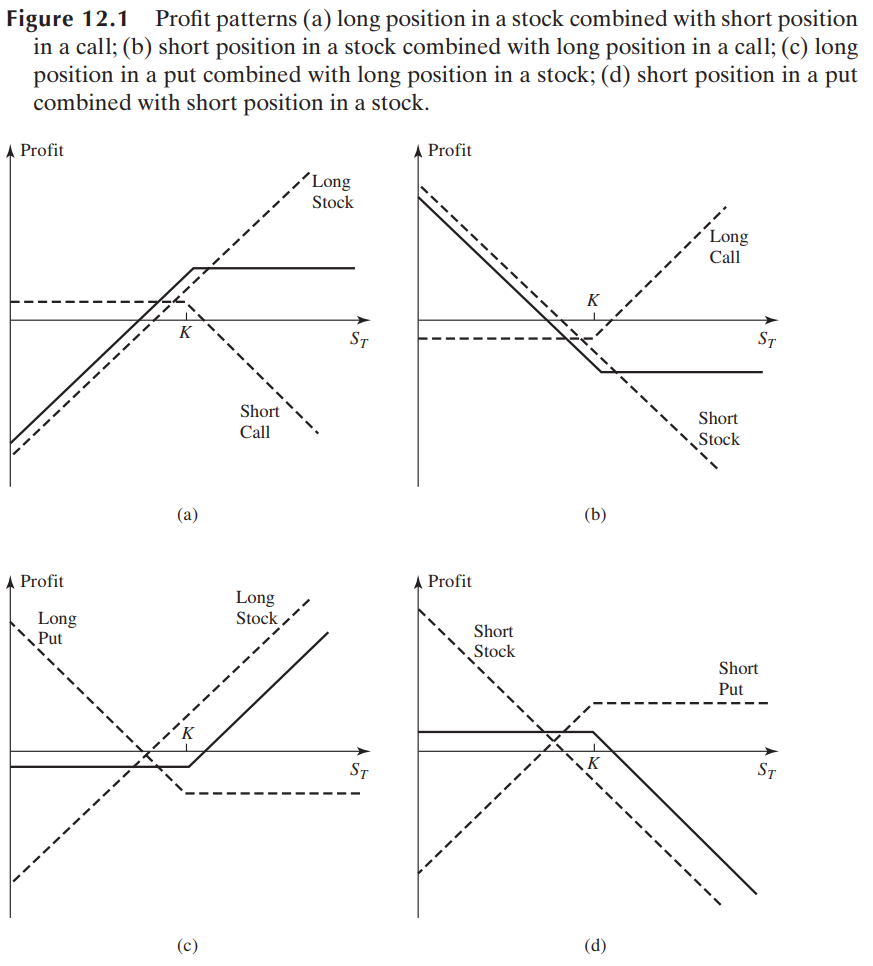 Figure 12.1 Profit patterns (a) long position in a stock combined with short position
in a call; (b) short position in a stock combined with long position in a call; (c) long
position in a put combined with long position in a stock; (d) short position in a put
combined with short position in a stock.
Profit
Long
Stock
K
S_T
Short
Call
(a)
Profit
Long
Call
K
S_T
Short
Stock
(b)
Profit
Long
Put
Long
Stock
K
S_T
(c)
Profit
Short
Stock
Short
Put
K
S_T
(d)